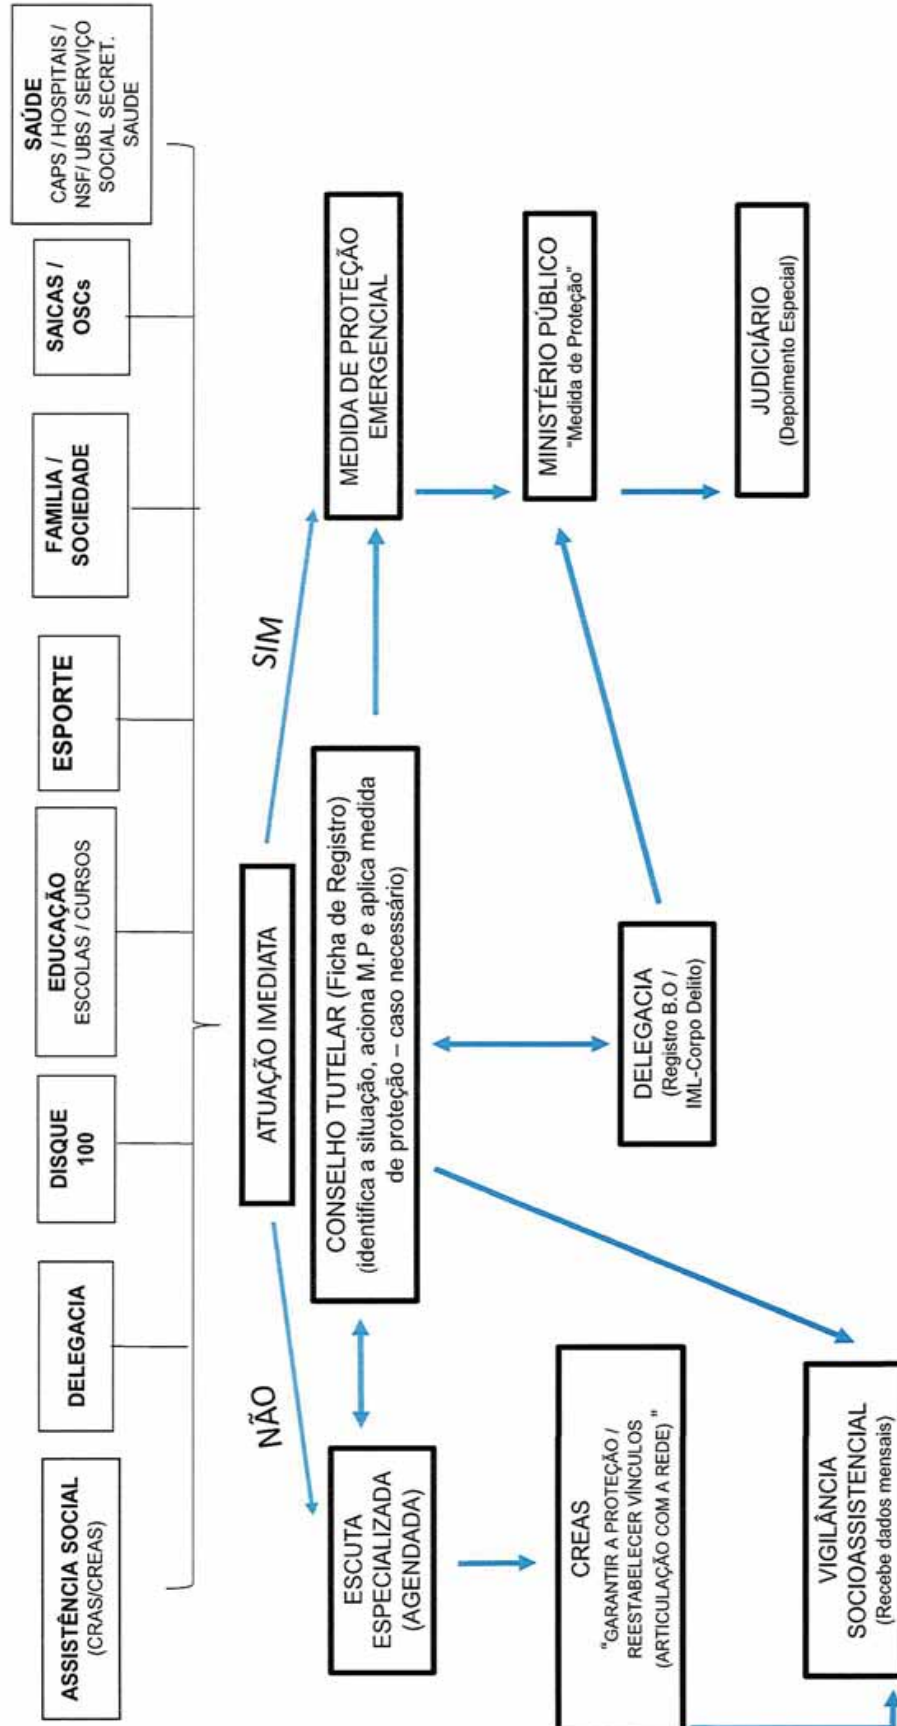 ASSISTÊNCIA SOCIAL
(CRAS/CREAS)
DELEGACIA
DISQUE
100
EDUCAÇÃO
ESCOLAS / CURSOS
ESPORTE
FAMILIA /
SOCIEDADE
SAICAS /
OSCs
SAÚDE
CAPS / HOSPITAIS /
NSF/ UBS / SERVIÇO
SOCIAL SECRET.
SAUDE
ATUAÇÃO IMEDIATA
NÃO
SIM
ESCUTA
ESPECIALIZADA
(AGENDADA)
CONSELHO TUTELAR (Ficha de Registro)
(identifica a situação, aciona M.P e aplica medida
de proteção – caso necessário)
MEDIDA DE PROTEÇÃO
EMERGENCIAL
CREAS
“GARANTIR A PROTEÇÃO /
REESTABELECER VÍNCULOS
(ARTICULAÇÃO COM A REDE) ”
DELEGACIA
(Registro B.O /
IML-Corpo Delito)
MINISTÉRIO PÚBLICO
“Medida de Proteção”
JUDICIÁRIO
(Depoimento Especial)
VIGILÂNCIA
SOCIOASSISTENCIAL
(Recebe dados mensais)